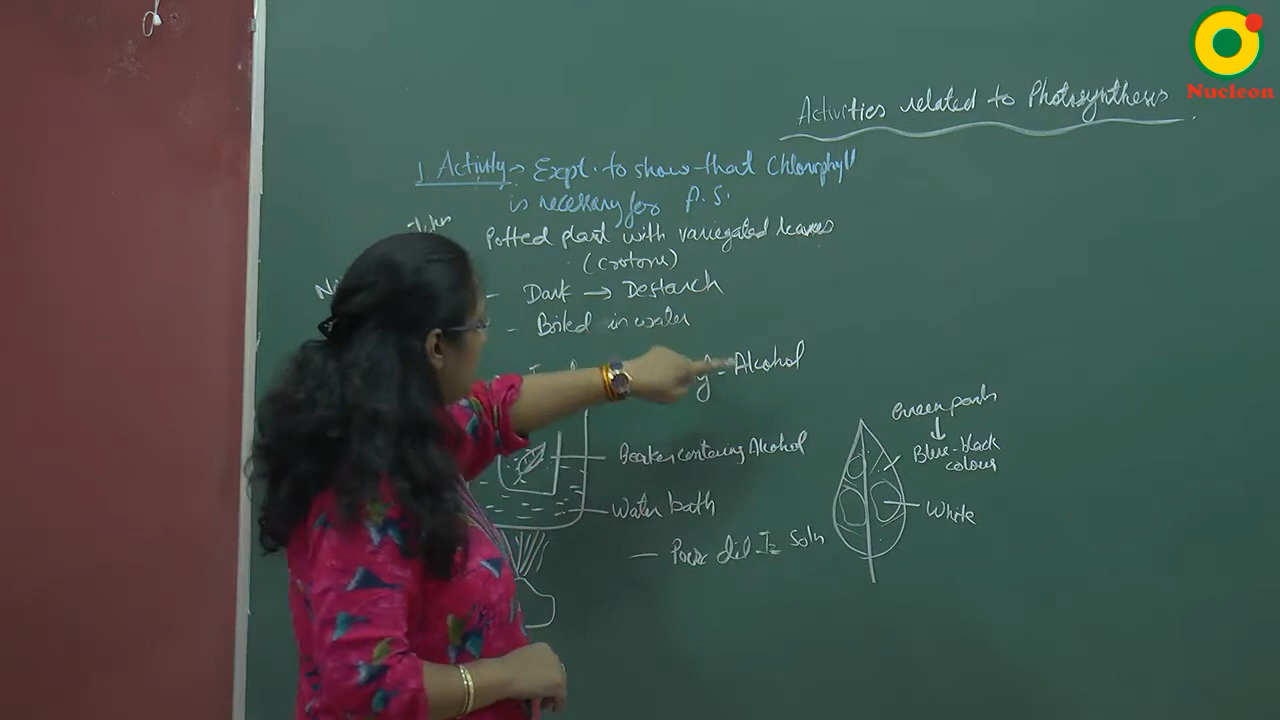 Nucleon
Activities related to Photosynthesis
1 Activity → Expt. to show that Chlorophyll
is necessary for P.S.
Potted plant with variegated leaves
(crotons)
- Dark → Destarch
- Boiled in water
Alcohol
Green parts
↓
Blue-black
colour
Beaker containing Alcohol
Water bath
White
— Pour dil I2 Soln